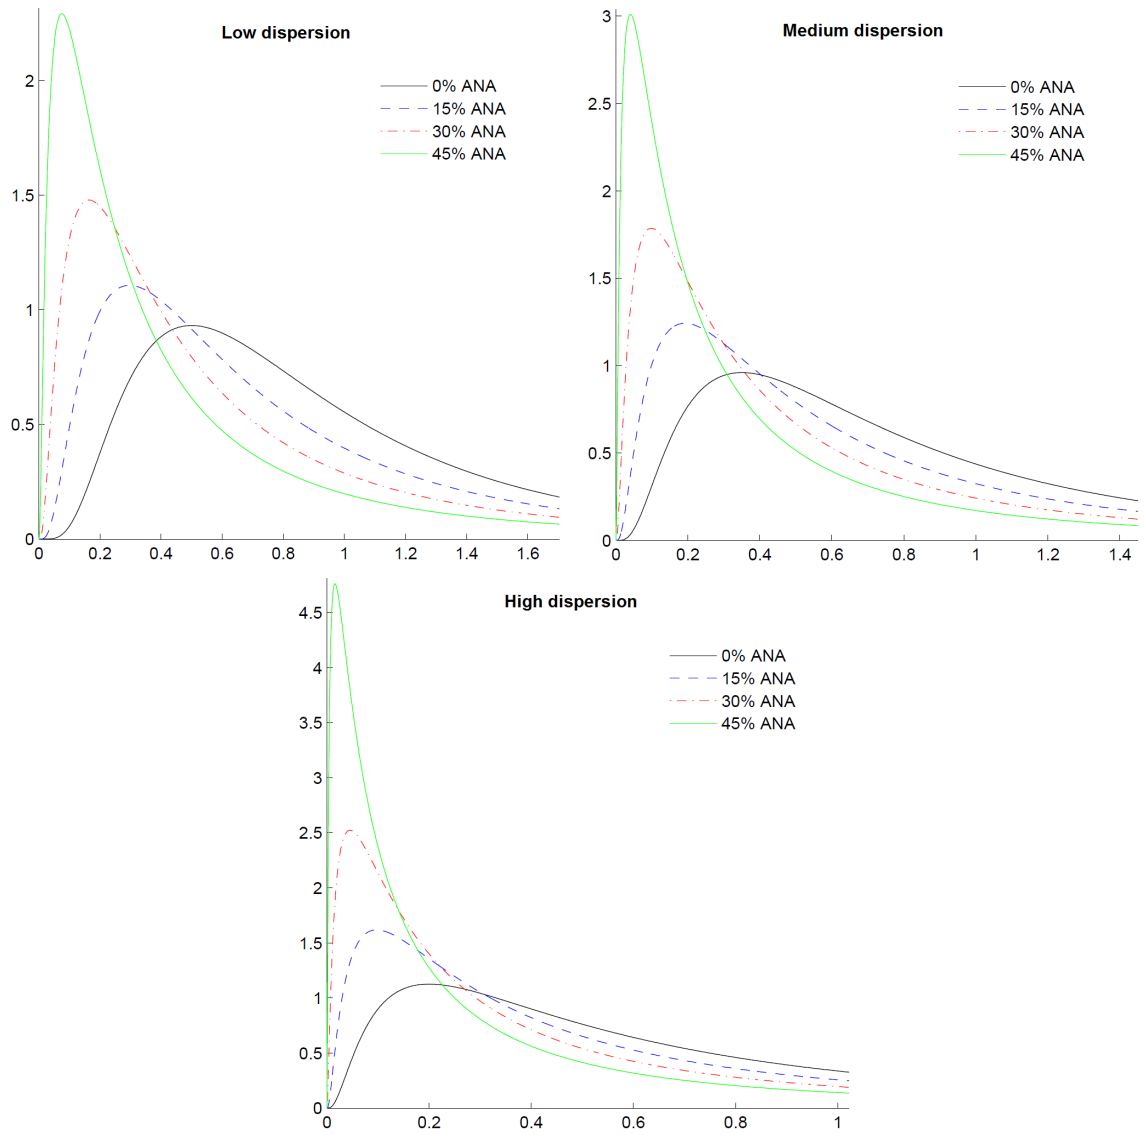 Low dispersion
0% ANA
15% ANA
30% ANA
45% ANA
2
1.5
1
0.5
0
0 0.2 0.4 0.6 0.8 1 1.2 1.4 1.6
Medium dispersion
0% ANA
15% ANA
30% ANA
45% ANA
3
2.5
2
1.5
1
0.5
0
0 0.2 0.4 0.6 0.8 1 1.2 1.4
High dispersion
0% ANA
15% ANA
30% ANA
45% ANA
4.5
4
3.5
3
2.5
2
1.5
1
0.5
0
0 0.2 0.4 0.6 0.8 1